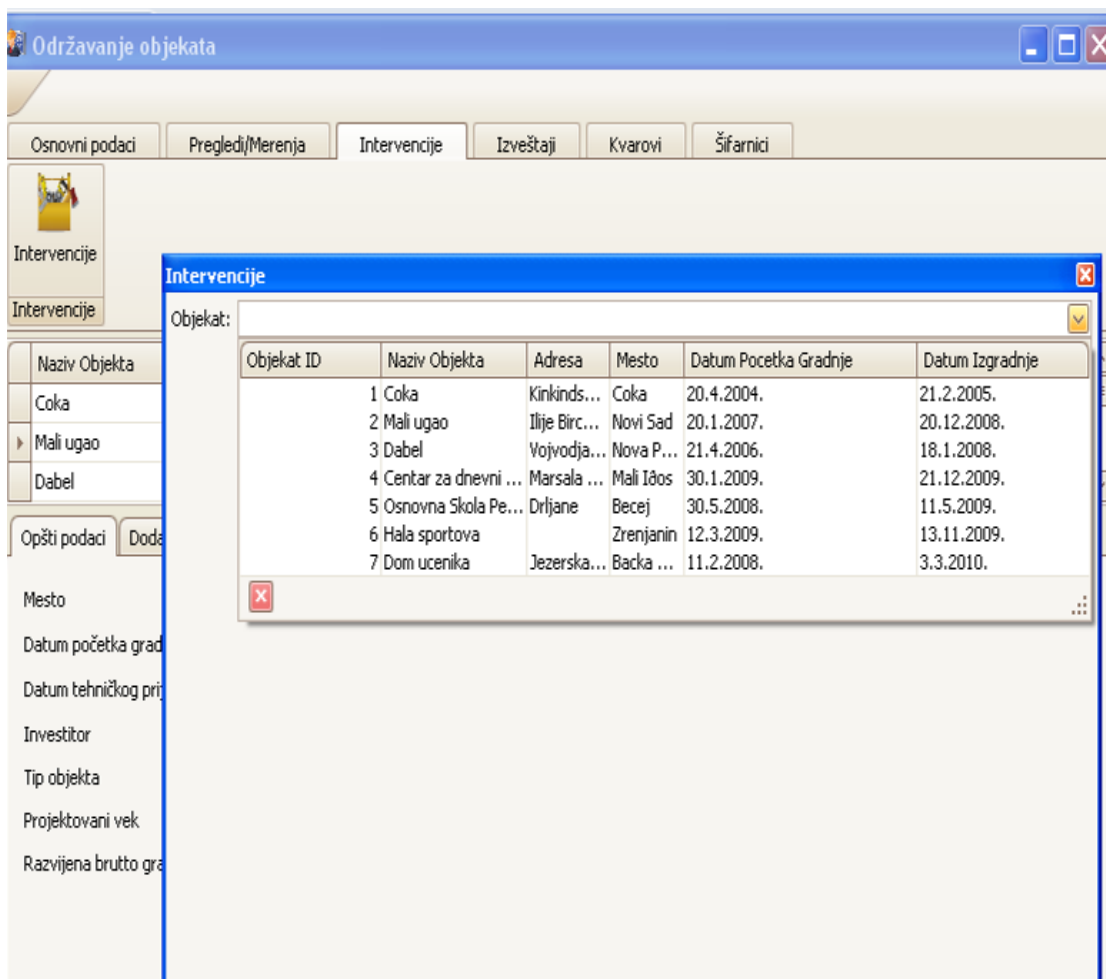 Održavanje objekata
Osnovni podaci Pregledi/Merenja Intervencije Izveštaji Kvarovi Šifarnici
Intervencije
Intervencije
Intervencije
Objekat:
Objekat ID Naziv Objekta Adresa Mesto Datum Pocetka Gradnje Datum Izgradnje
1 Coka Kinkinds... Coka 20.4.2004. 21.2.2005.
2 Mali ugao Ilije Birc... Novi Sad 20.1.2007. 20.12.2008.
3 Dabel Vojvodja... Nova P... 21.4.2006. 18.1.2008.
4 Centar za dnevni ... Marsala ... Mali Iđos 30.1.2009. 21.12.2009.
5 Osnovna Skola Pe... Drljane Becej 30.5.2008. 11.5.2009.
6 Hala sportova Zrenjanin 12.3.2009. 13.11.2009.
7 Dom ucenika Jezerska... Backa ... 11.2.2008. 3.3.2010.
Naziv Objekta
Coka
Mali ugao
Dabel
Opšti podaci Doda
Mesto
Datum početka grad
Datum tehničkog prij
Investitor
Tip objekta
Projektovani vek
Razvijena brutto gra